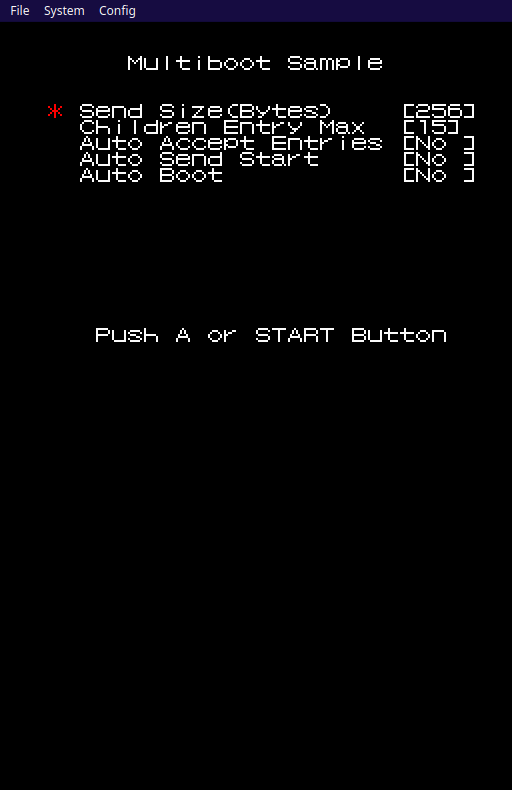 File System Config
Multiboot Sample
* Send Size(Bytes) [256]
Children Entry Max [15]
Auto Accept Entries [No ]
Auto Send Start [No ]
Auto Boot [No ]
Push A or START Button